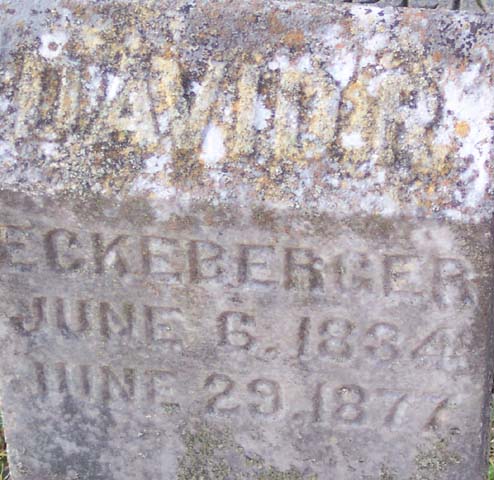 DAVID R.
ECKEBERGER
JUNE 6, 1834
JUNE 29, 1877